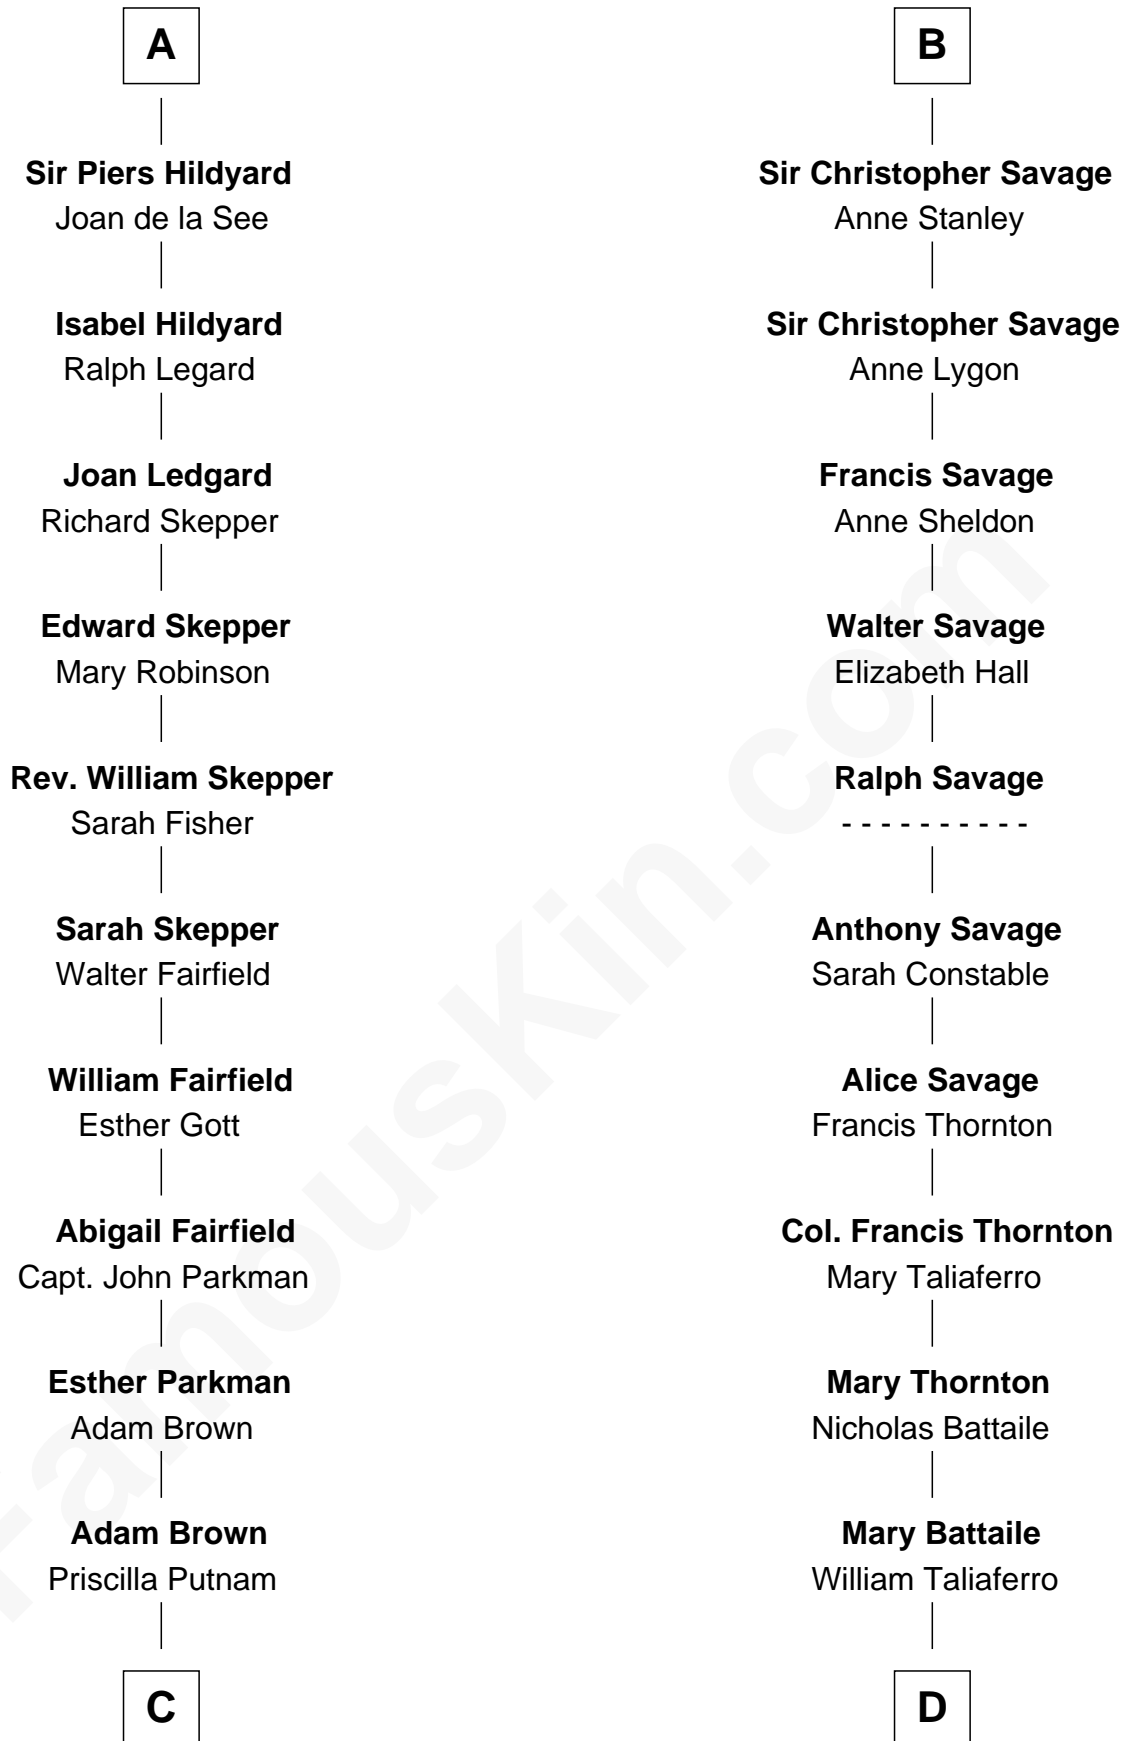 A
Sir Piers Hildyard
Joan de la See
Isabel Hildyard
Ralph Legard
Joan Ledgard
Richard Skepper
Edward Skepper
Mary Robinson
Rev. William Skepper
Sarah Fisher
Sarah Skepper
Walter Fairfield
William Fairfield
Esther Gott
Abigail Fairfield
Capt. John Parkman
Esther Parkman
Adam Brown
Adam Brown
Priscilla Putnam
C
B
Sir Christopher Savage
Anne Stanley
Sir Christopher Savage
Anne Lygon
Francis Savage
Anne Sheldon
Walter Savage
Elizabeth Hall
Ralph Savage
- - - - - - - - - -
Anthony Savage
Sarah Constable
Alice Savage
Francis Thornton
Col. Francis Thornton
Mary Taliaferro
Mary Thornton
Nicholas Battaile
Mary Battaile
William Taliaferro
D
FamousKin.com